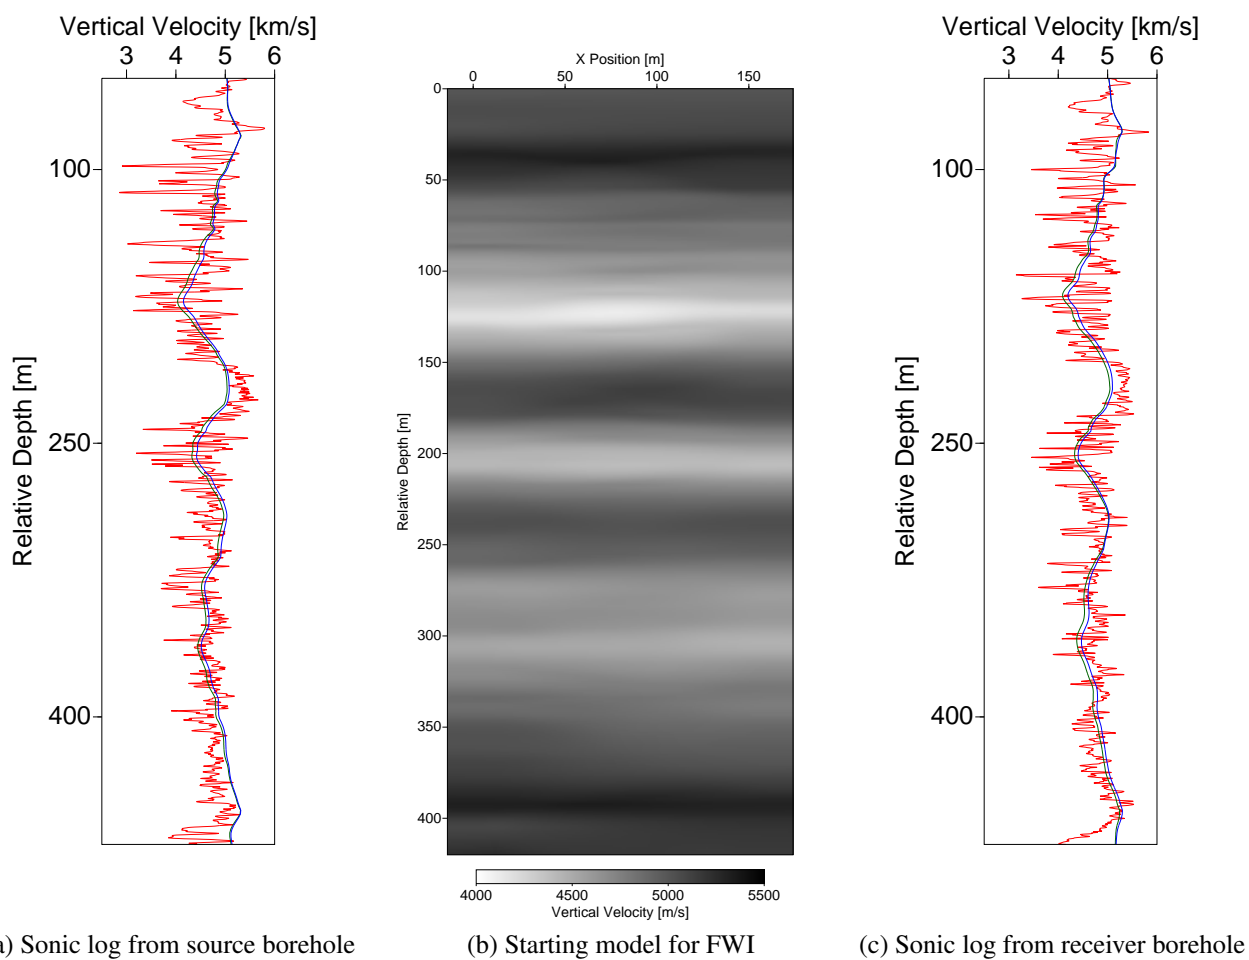 Vertical Velocity [km/s]
3 4 5 6
100
250
400
Relative Depth [m]
X Position [m]
0 50 100 150
0
50
100
150
200
250
300
350
400
Relative Depth [m]
4000 4500 5000 5500
Vertical Velocity [m/s]
Vertical Velocity [km/s]
3 4 5 6
100
250
400
Relative Depth [m]
) Sonic log from source borehole
(b) Starting model for FWI
(c) Sonic log from receiver borehole